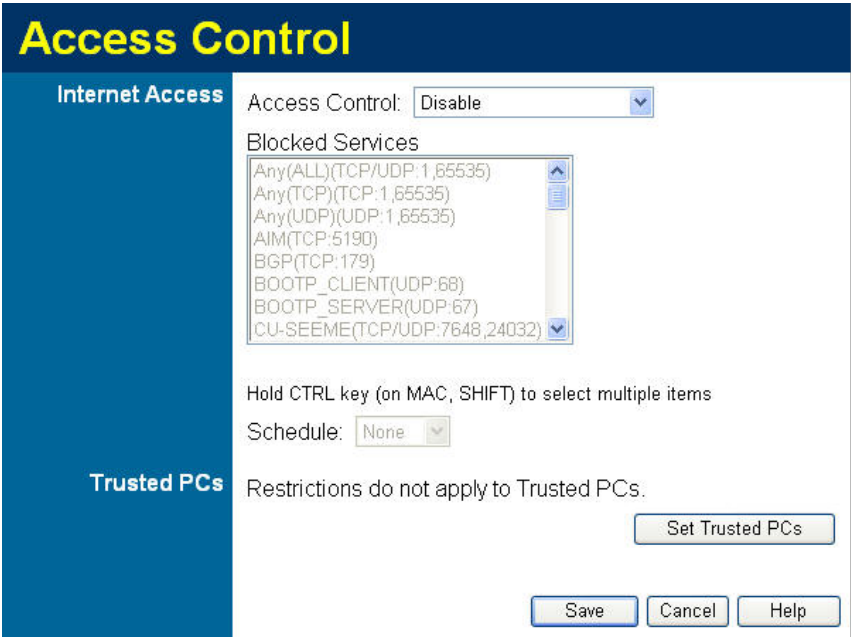 Access Control
Internet Access
Access Control: Disable
Blocked Services
Any(ALL)(TCP/UDP:1,65535)
Any(TCP)(TCP:1,65535)
Any(UDP)(UDP:1,65535)
AIM(TCP:5190)
BGP(TCP:179)
BOOTP_CLIENT(UDP:68)
BOOTP_SERVER(UDP:67)
CU-SEEME(TCP/UDP:7648,24032)
Hold CTRL key (on MAC, SHIFT) to select multiple items
Schedule: None
Trusted PCs
Restrictions do not apply to Trusted PCs.
Set Trusted PCs
Save Cancel Help